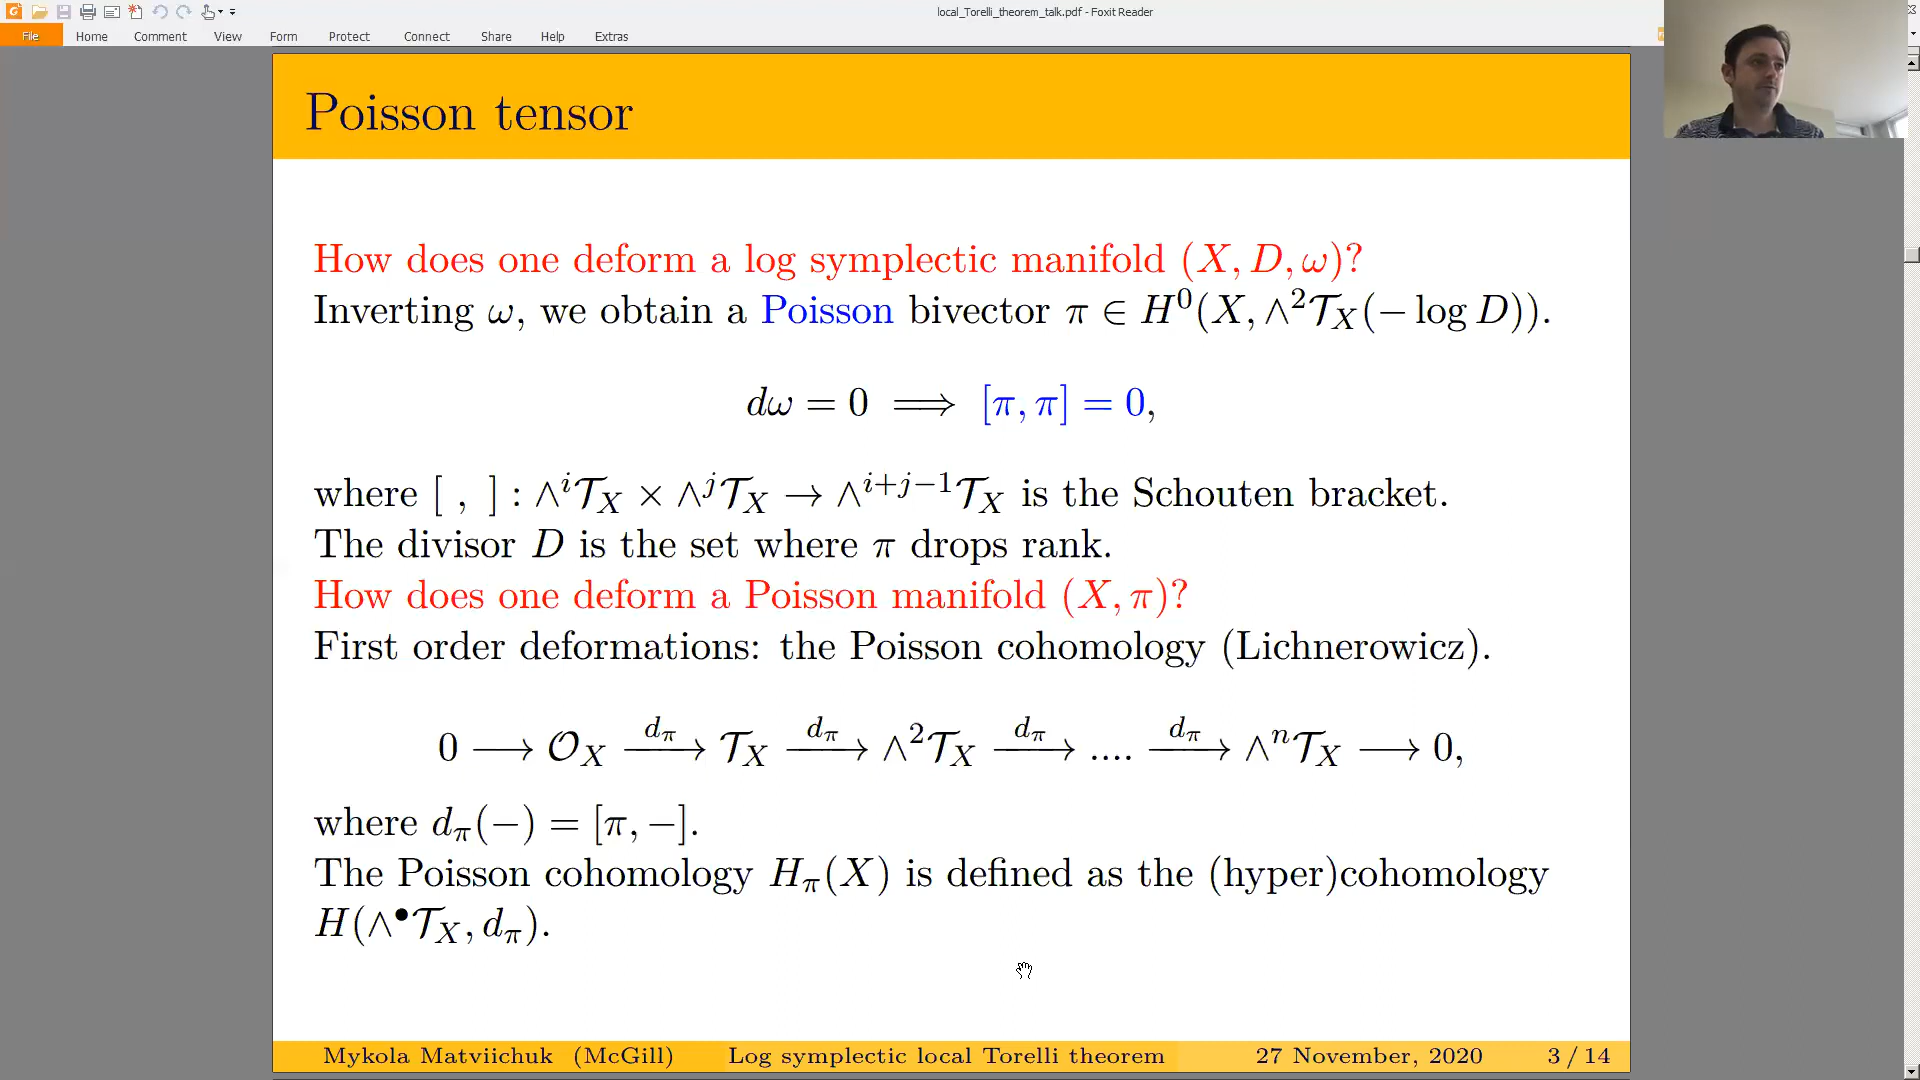 local_Torelli_theorem_talk.pdf - Foxit Reader
File Home Comment View Form Protect Connect Share Help Extras
Poisson tensor
How does one deform a log symplectic manifold (X, D, ω)?
Inverting ω, we obtain a Poisson bivector π ∈ H⁰(X, ∧²𝒯_X(− log D)).
dω = 0 ⟹ [π, π] = 0,
where [ , ] : ∧^i 𝒯_X × ∧^j 𝒯_X → ∧^{i+j−1} 𝒯_X is the Schouten bracket.
The divisor D is the set where π drops rank.
How does one deform a Poisson manifold (X, π)?
First order deformations: the Poisson cohomology (Lichnerowicz).
0 ⟶ 𝒪_X —d_π→ 𝒯_X —d_π→ ∧²𝒯_X —d_π→ .... —d_π→ ∧^n 𝒯_X ⟶ 0,
where d_π(−) = [π, −].
The Poisson cohomology H_π(X) is defined as the (hyper)cohomology
H(∧^• 𝒯_X, d_π).
Mykola Matviichuk (McGill) Log symplectic local Torelli theorem 27 November, 2020 3 / 14